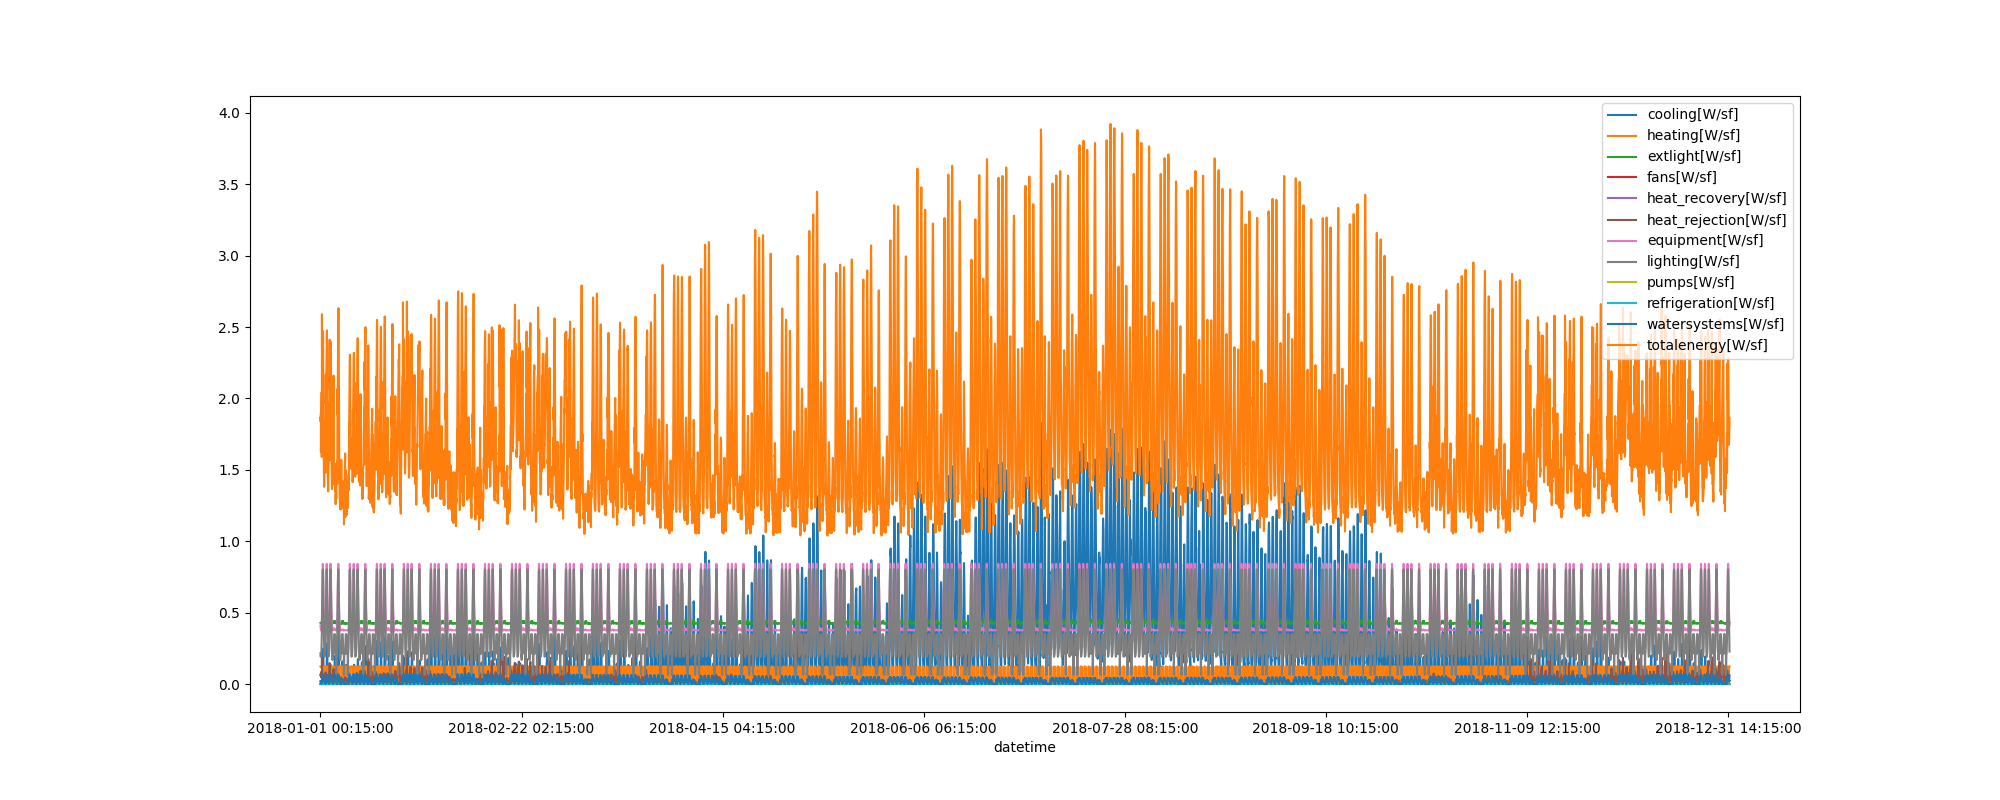 4.0
3.5
3.0
2.5
2.0
1.5
1.0
0.5
0.0
cooling[W/sf]
heating[W/sf]
extlight[W/sf]
fans[W/sf]
heat_recovery[W/sf]
heat_rejection[W/sf]
equipment[W/sf]
lighting[W/sf]
pumps[W/sf]
refrigeration[W/sf]
watersystems[W/sf]
totalenergy[W/sf]
2018-01-01 00:15:00 2018-02-22 02:15:00 2018-04-15 04:15:00 2018-06-06 06:15:00 2018-07-28 08:15:00 2018-09-18 10:15:00 2018-11-09 12:15:00 2018-12-31 14:15:00
datetime